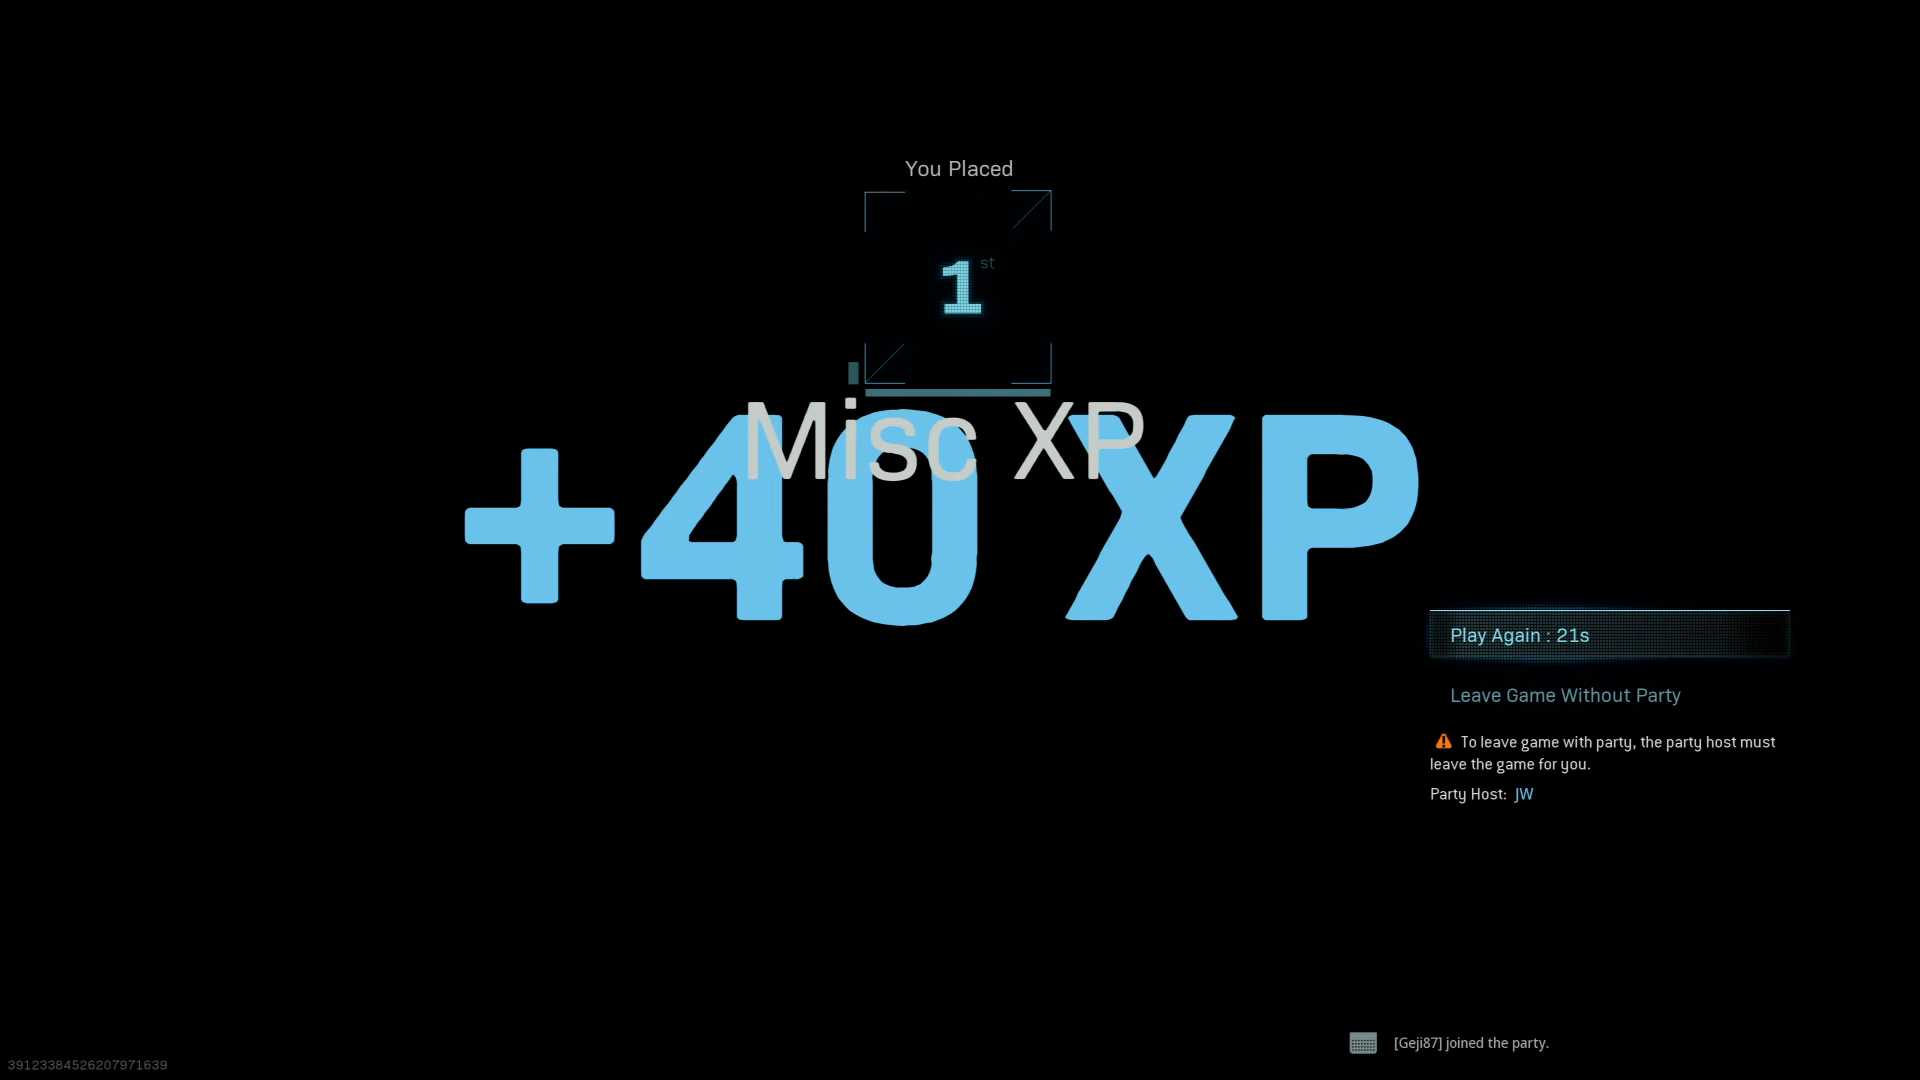 You Placed
1st
Misc XP
+40 XP
Play Again : 21s
Leave Game Without Party
To leave game with party, the party host must
leave the game for you.
Party Host: JW
[Geji87] joined the party.
39123384526207971639